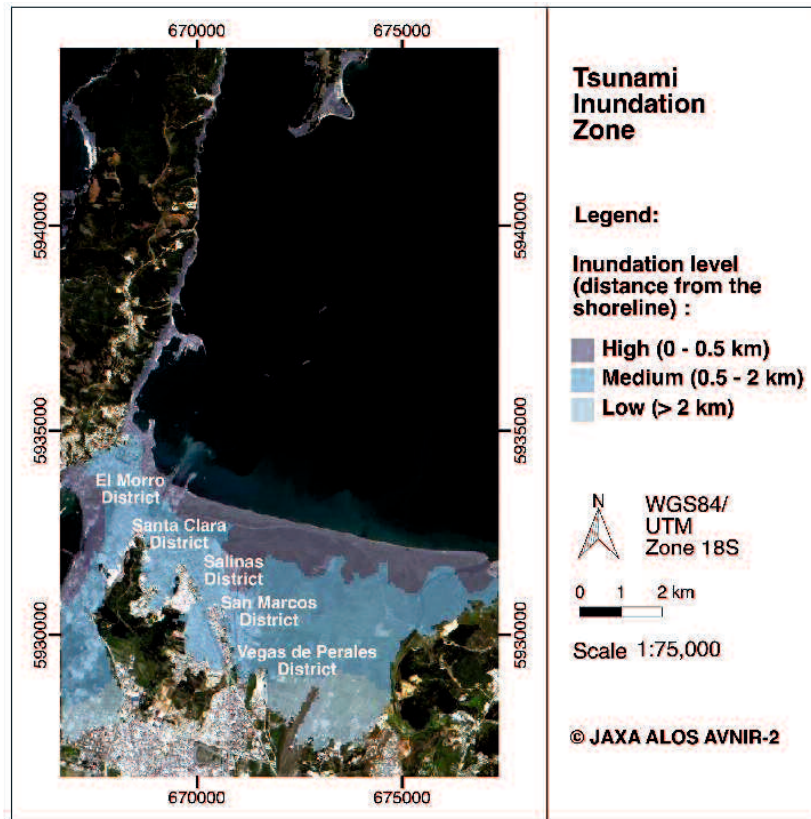 670000 675000
Tsunami
Inundation
Zone
Legend:
Inundation level
(distance from the
shoreline) :
High (0 - 0.5 km)
Medium (0.5 - 2 km)
Low (> 2 km)
N
WGS84/
UTM
Zone 18S
0 1 2 km
Scale 1:75,000
© JAXA ALOS AVNIR-2
5940000 5940000
5935000 5935000
El Morro
District
Santa Clara
District
Salinas
District
San Marcos
District
Vegas de Perales
District
5930000 5930000
670000 675000